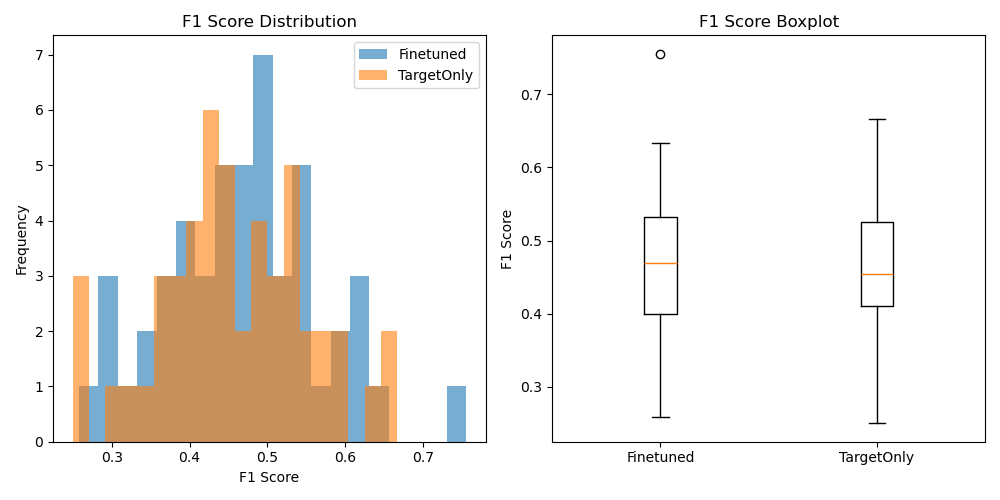 F1 Score Distribution
Frequency
7
6
5
4
3
2
1
0
Finetuned
TargetOnly
0.3 0.4 0.5 0.6 0.7
F1 Score
F1 Score Boxplot
F1 Score
0.7
0.6
0.5
0.4
0.3
Finetuned TargetOnly